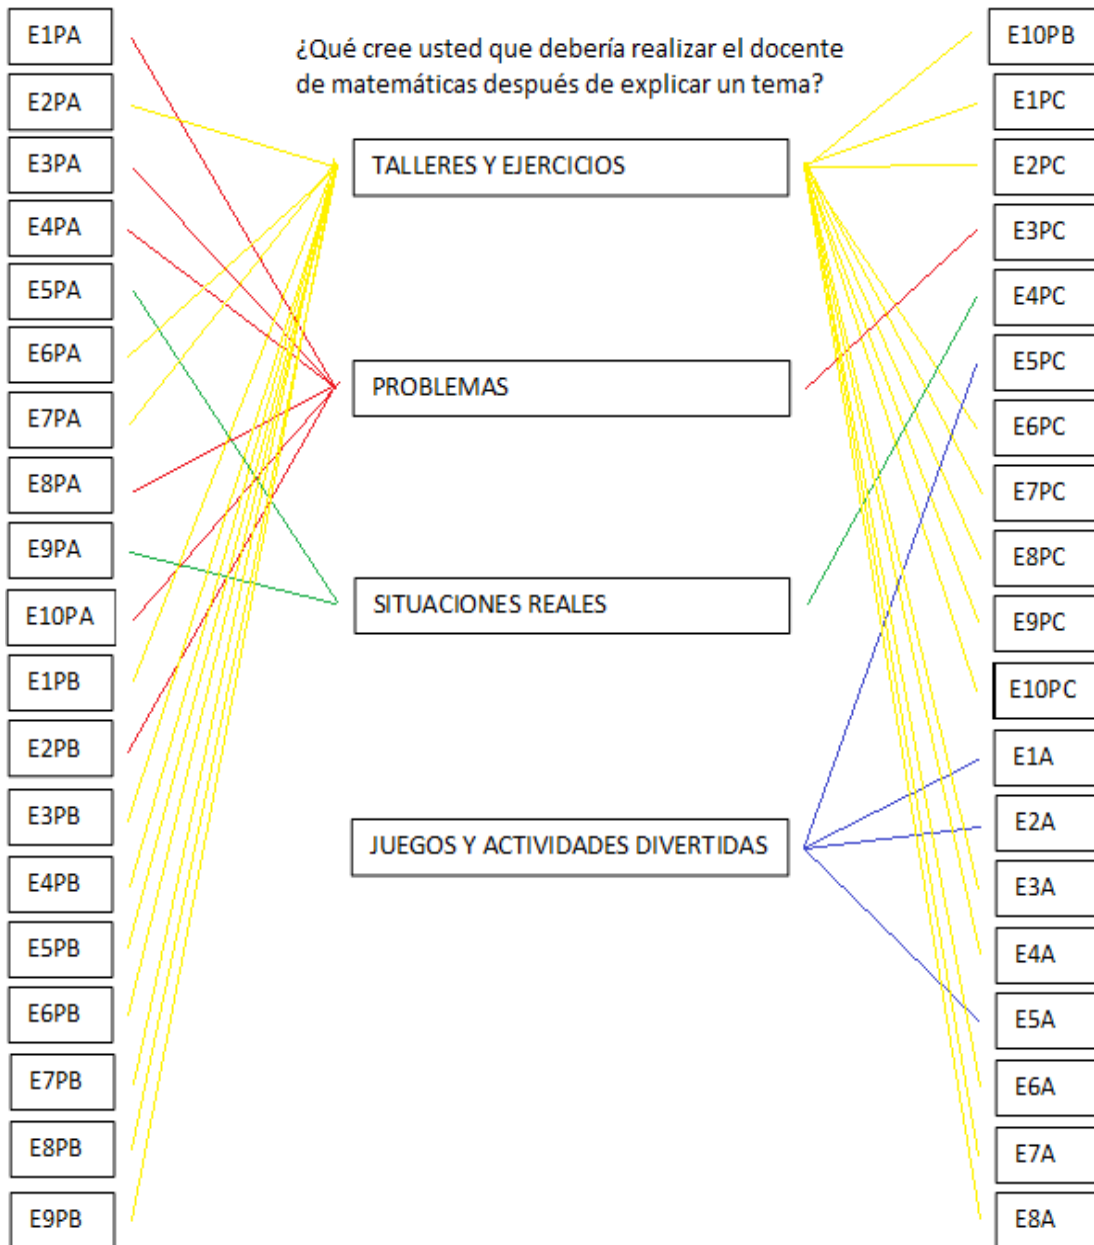 ¿Qué cree usted que debería realizar el docente
de matemáticas después de explicar un tema?
E1PA
E2PA
E3PA
E4PA
E5PA
E6PA
E7PA
E8PA
E9PA
E10PA
E1PB
E2PB
E3PB
E4PB
E5PB
E6PB
E7PB
E8PB
E9PB
TALLERES Y EJERCICIOS
PROBLEMAS
SITUACIONES REALES
JUEGOS Y ACTIVIDADES DIVERTIDAS
E10PB
E1PC
E2PC
E3PC
E4PC
E5PC
E6PC
E7PC
E8PC
E9PC
E10PC
E1A
E2A
E3A
E4A
E5A
E6A
E7A
E8A